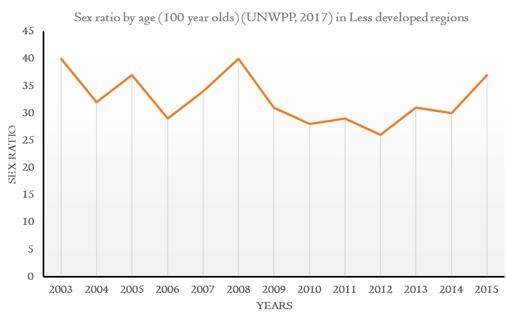 Sex ratio by age (100 year olds) (UNWPP, 2017) in Less developed regions
45
40
35
30
25
20
15
10
5
0
SEX RATIO
2003 2004 2005 2006 2007 2008 2009 2010 2011 2012 2013 2014 2015
YEARS